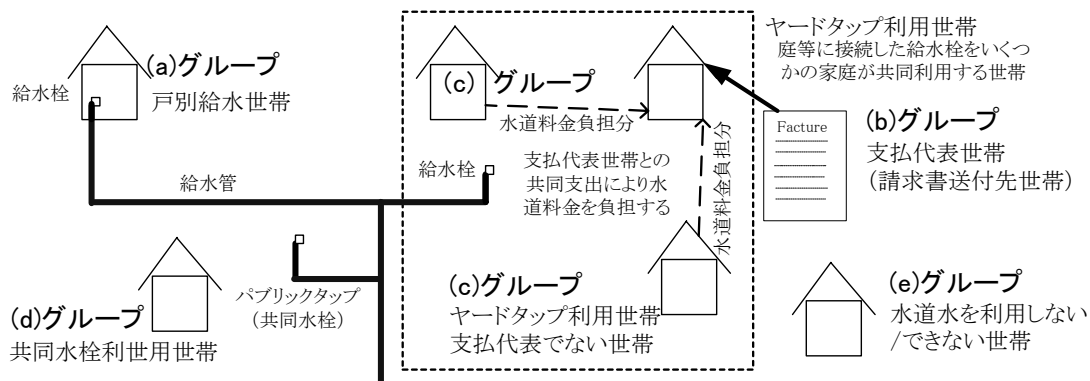 (a)グループ
戸別給水世帯
給水栓
給水管
(c) グループ
水道料金負担分
給水栓
支払代表世帯との
共同支出により水
道料金を負担する
水道料金負担分
ヤードタップ利用世帯
庭等に接続した給水栓をいくつ
かの家庭が共同利用する世帯
Facture
(b)グループ
支払代表世帯
(請求書送付先世帯)
パブリックタップ
(共同水栓)
(d)グループ
共同水栓利世用世帯
(c)グループ
ヤードタップ利用世帯
支払代表でない世帯
(e)グループ
水道水を利用しない
/できない世帯